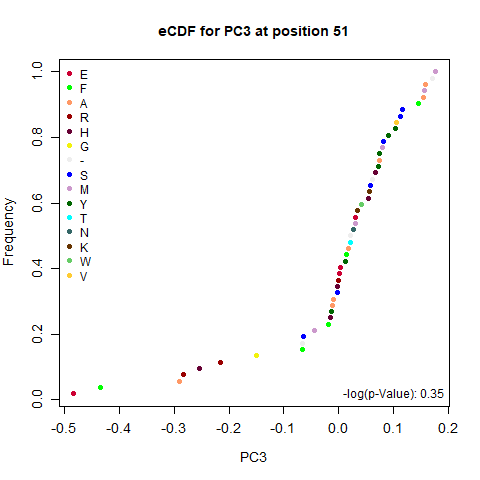 eCDF for PC3 at position 51
Frequency
1.0
0.8
0.6
0.4
0.2
0.0
E
F
A
R
H
G
-
S
M
Y
T
N
K
W
V
-log(p-Value): 0.35
-0.5 -0.4 -0.3 -0.2 -0.1 0.0 0.1 0.2
PC3